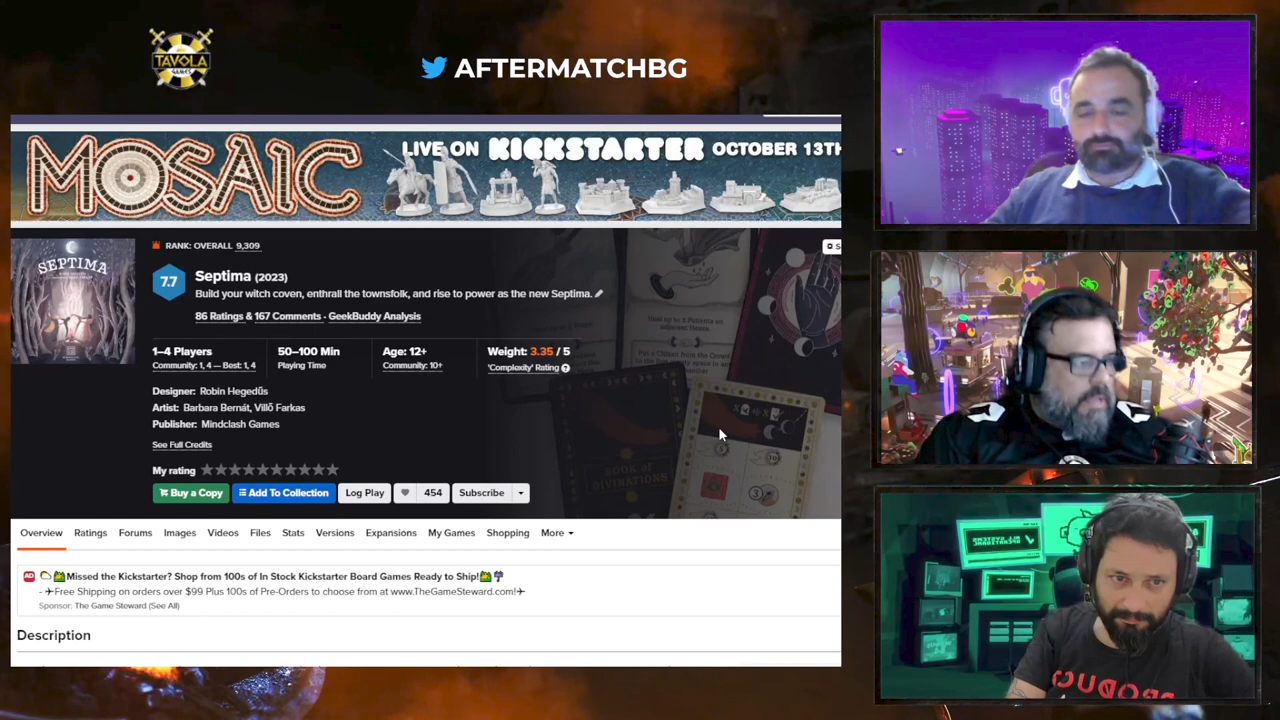 TAVOLA
GAMES
AFTERMATCHBG
MOSAIC
LIVE ON KICKSTARTER OCTOBER 13TH
SEPTIMA
RANK: OVERALL 9,309
7.7
Septima (2023)
Build your witch coven, enthrall the townsfolk, and rise to power as the new Septima.
86 Ratings & 167 Comments - GeekBuddy Analysis
1–4 Players
Community: 1, 4 — Best: 1, 4
50–100 Min
Playing Time
Age: 12+
Community: 10+
Weight: 3.35 / 5
'Complexity' Rating
Designer: Robin Hegedűs
Artist: Barbara Bernát, Villő Farkas
Publisher: Mindclash Games
See Full Credits
My rating
Buy a Copy
Add To Collection
Log Play
454
Subscribe
BOOK of
DIVINATIONS
Overview
Ratings
Forums
Images
Videos
Files
Stats
Versions
Expansions
My Games
Shopping
More
AD
Missed the Kickstarter? Shop from 100s of In Stock Kickstarter Board Games Ready to Ship!
- ✈Free Shipping on orders over $99 Plus 100s of Pre-Orders to choose from at www.TheGameSteward.com!✈
Sponsor: The Game Steward (See All)
Description
PRODUC